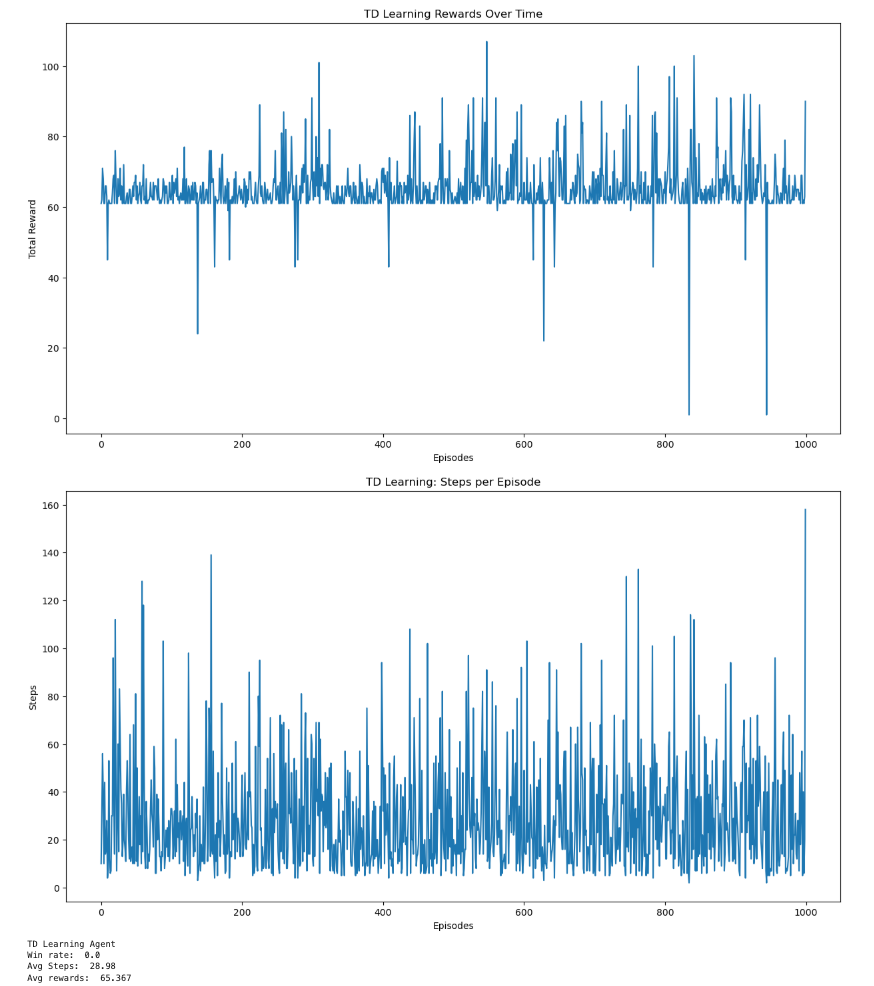 TD Learning Rewards Over Time
100
80
60
40
20
0
Total Reward
0 200 400 600 800 1000
Episodes
TD Learning: Steps per Episode
160
140
120
100
80
60
40
20
0
Steps
0 200 400 600 800 1000
Episodes
TD Learning Agent
Win rate:  0.0
Avg Steps:  28.98
Avg rewards:  65.367